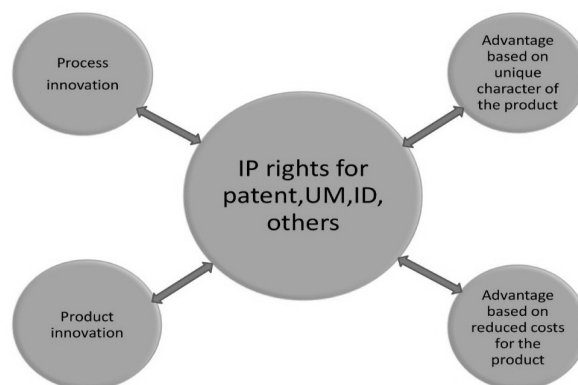 Process
innovation
Advantage
based on
unique
character of
the product
IP rights for
patent,UM,ID,
others
Product
innovation
Advantage
based on
reduced costs
for the
product